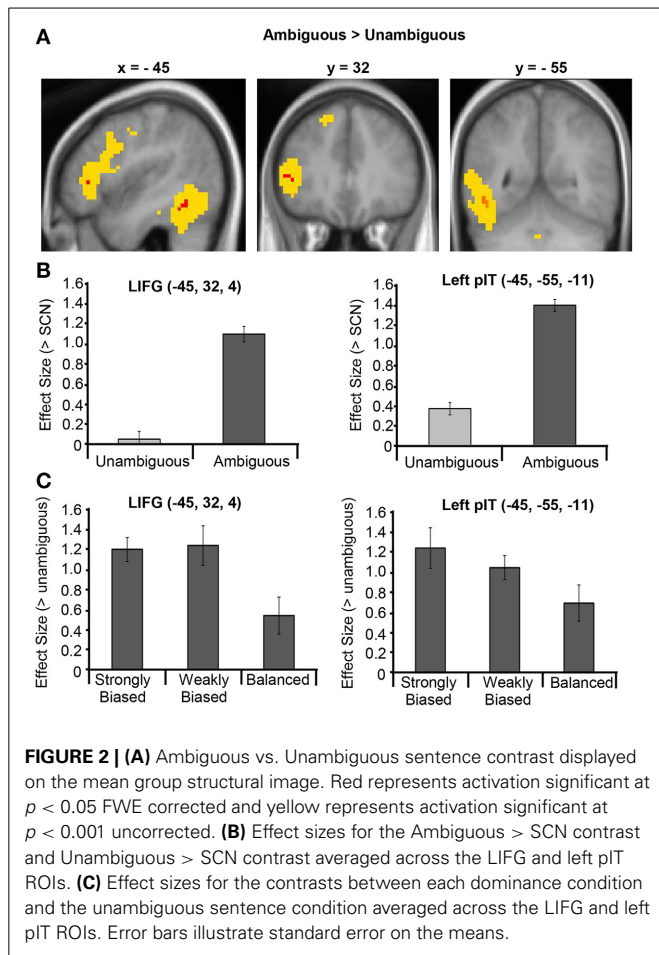 A
Ambiguous > Unambiguous
x = - 45
y = 32
y = - 55
B
LIFG (-45, 32, 4)
Effect Size (> SCN)
1.6
1.4
1.2
1.0
0.8
0.6
0.4
0.2
0
Unambiguous
Ambiguous
Left pIT (-45, -55, -11)
Effect Size (> SCN)
1.6
1.4
1.2
1.0
0.8
0.6
0.4
0.2
0
Unambiguous
Ambiguous
C
LIFG (-45, 32, 4)
Effect Size (> unambiguous)
1.6
1.4
1.2
1.0
0.8
0.6
0.4
0.2
0
Strongly
Biased
Weakly
Biased
Balanced
Left pIT (-45, -55, -11)
Effect Size (> unambiguous)
1.6
1.4
1.2
1.0
0.8
0.6
0.4
0.2
0
Strongly
Biased
Weakly
Biased
Balanced
FIGURE 2 | (A) Ambiguous vs. Unambiguous sentence contrast displayed
on the mean group structural image. Red represents activation significant at
p < 0.05 FWE corrected and yellow represents activation significant at
p < 0.001 uncorrected. (B) Effect sizes for the Ambiguous > SCN contrast
and Unambiguous > SCN contrast averaged across the LIFG and left pIT
ROIs. (C) Effect sizes for the contrasts between each dominance condition
and the unambiguous sentence condition averaged across the LIFG and left
pIT ROIs. Error bars illustrate standard error on the means.